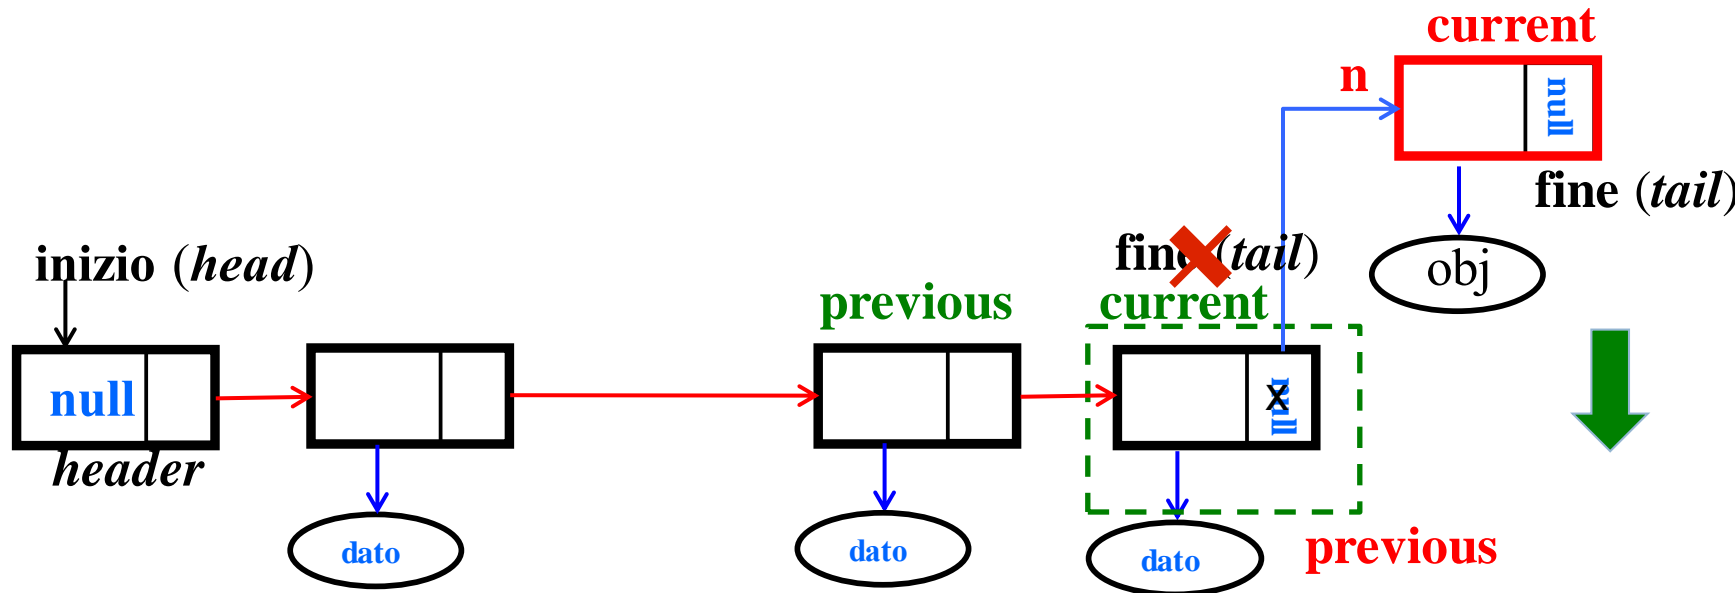 current
n
null
fine (tail)
obj
inizio (head)
fine (tail)
previous
current
null
null
x
header
dato
dato
dato
previous